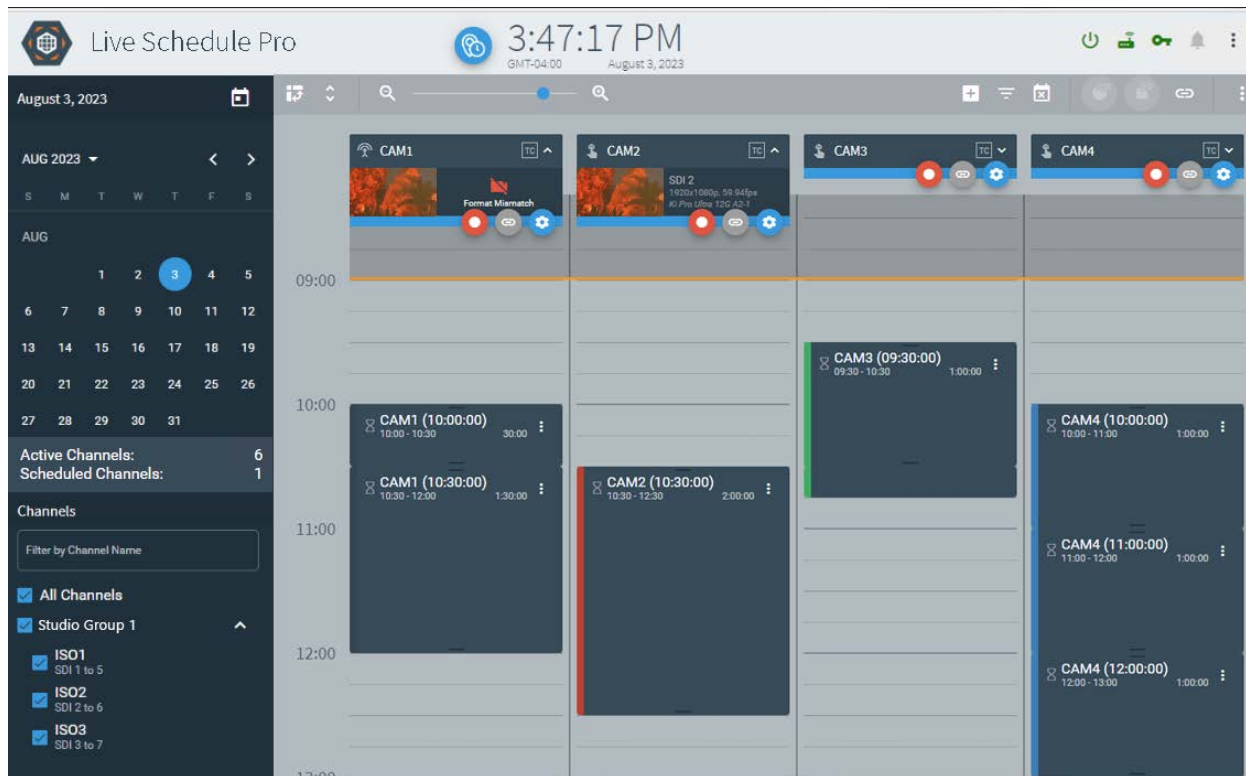 Live Schedule Pro
3:47:17 PM
GMT-04:00 August 3, 2023
August 3, 2023
AUG 2023
S M T W T F S
AUG
1 2 3 4 5
6 7 8 9 10 11 12
13 14 15 16 17 18 19
20 21 22 23 24 25 26
27 28 29 30 31
Active Channels: 6
Scheduled Channels: 1
Channels
Filter by Channel Name
All Channels
Studio Group 1
ISO1
SDI 1 to 5
ISO2
SDI 2 to 6
ISO3
SDI 3 to 7
CAM1 TC
Format Mismatch
CAM2 TC
SDI 2
1920x1080p, 59.94fps
Ki Pro Ultra 12G A2-1
CAM3 TC
CAM4 TC
09:00
10:00
11:00
12:00
13:00
CAM1 (10:00:00)
10:00 - 10:30 30:00
CAM1 (10:30:00)
10:30 - 12:00 1:30:00
CAM2 (10:30:00)
10:30 - 12:30 2:00:00
CAM3 (09:30:00)
09:30 - 10:30 1:00:00
CAM4 (10:00:00)
10:00 - 11:00 1:00:00
CAM4 (11:00:00)
11:00 - 12:00 1:00:00
CAM4 (12:00:00)
12:00 - 13:00 1:00:00